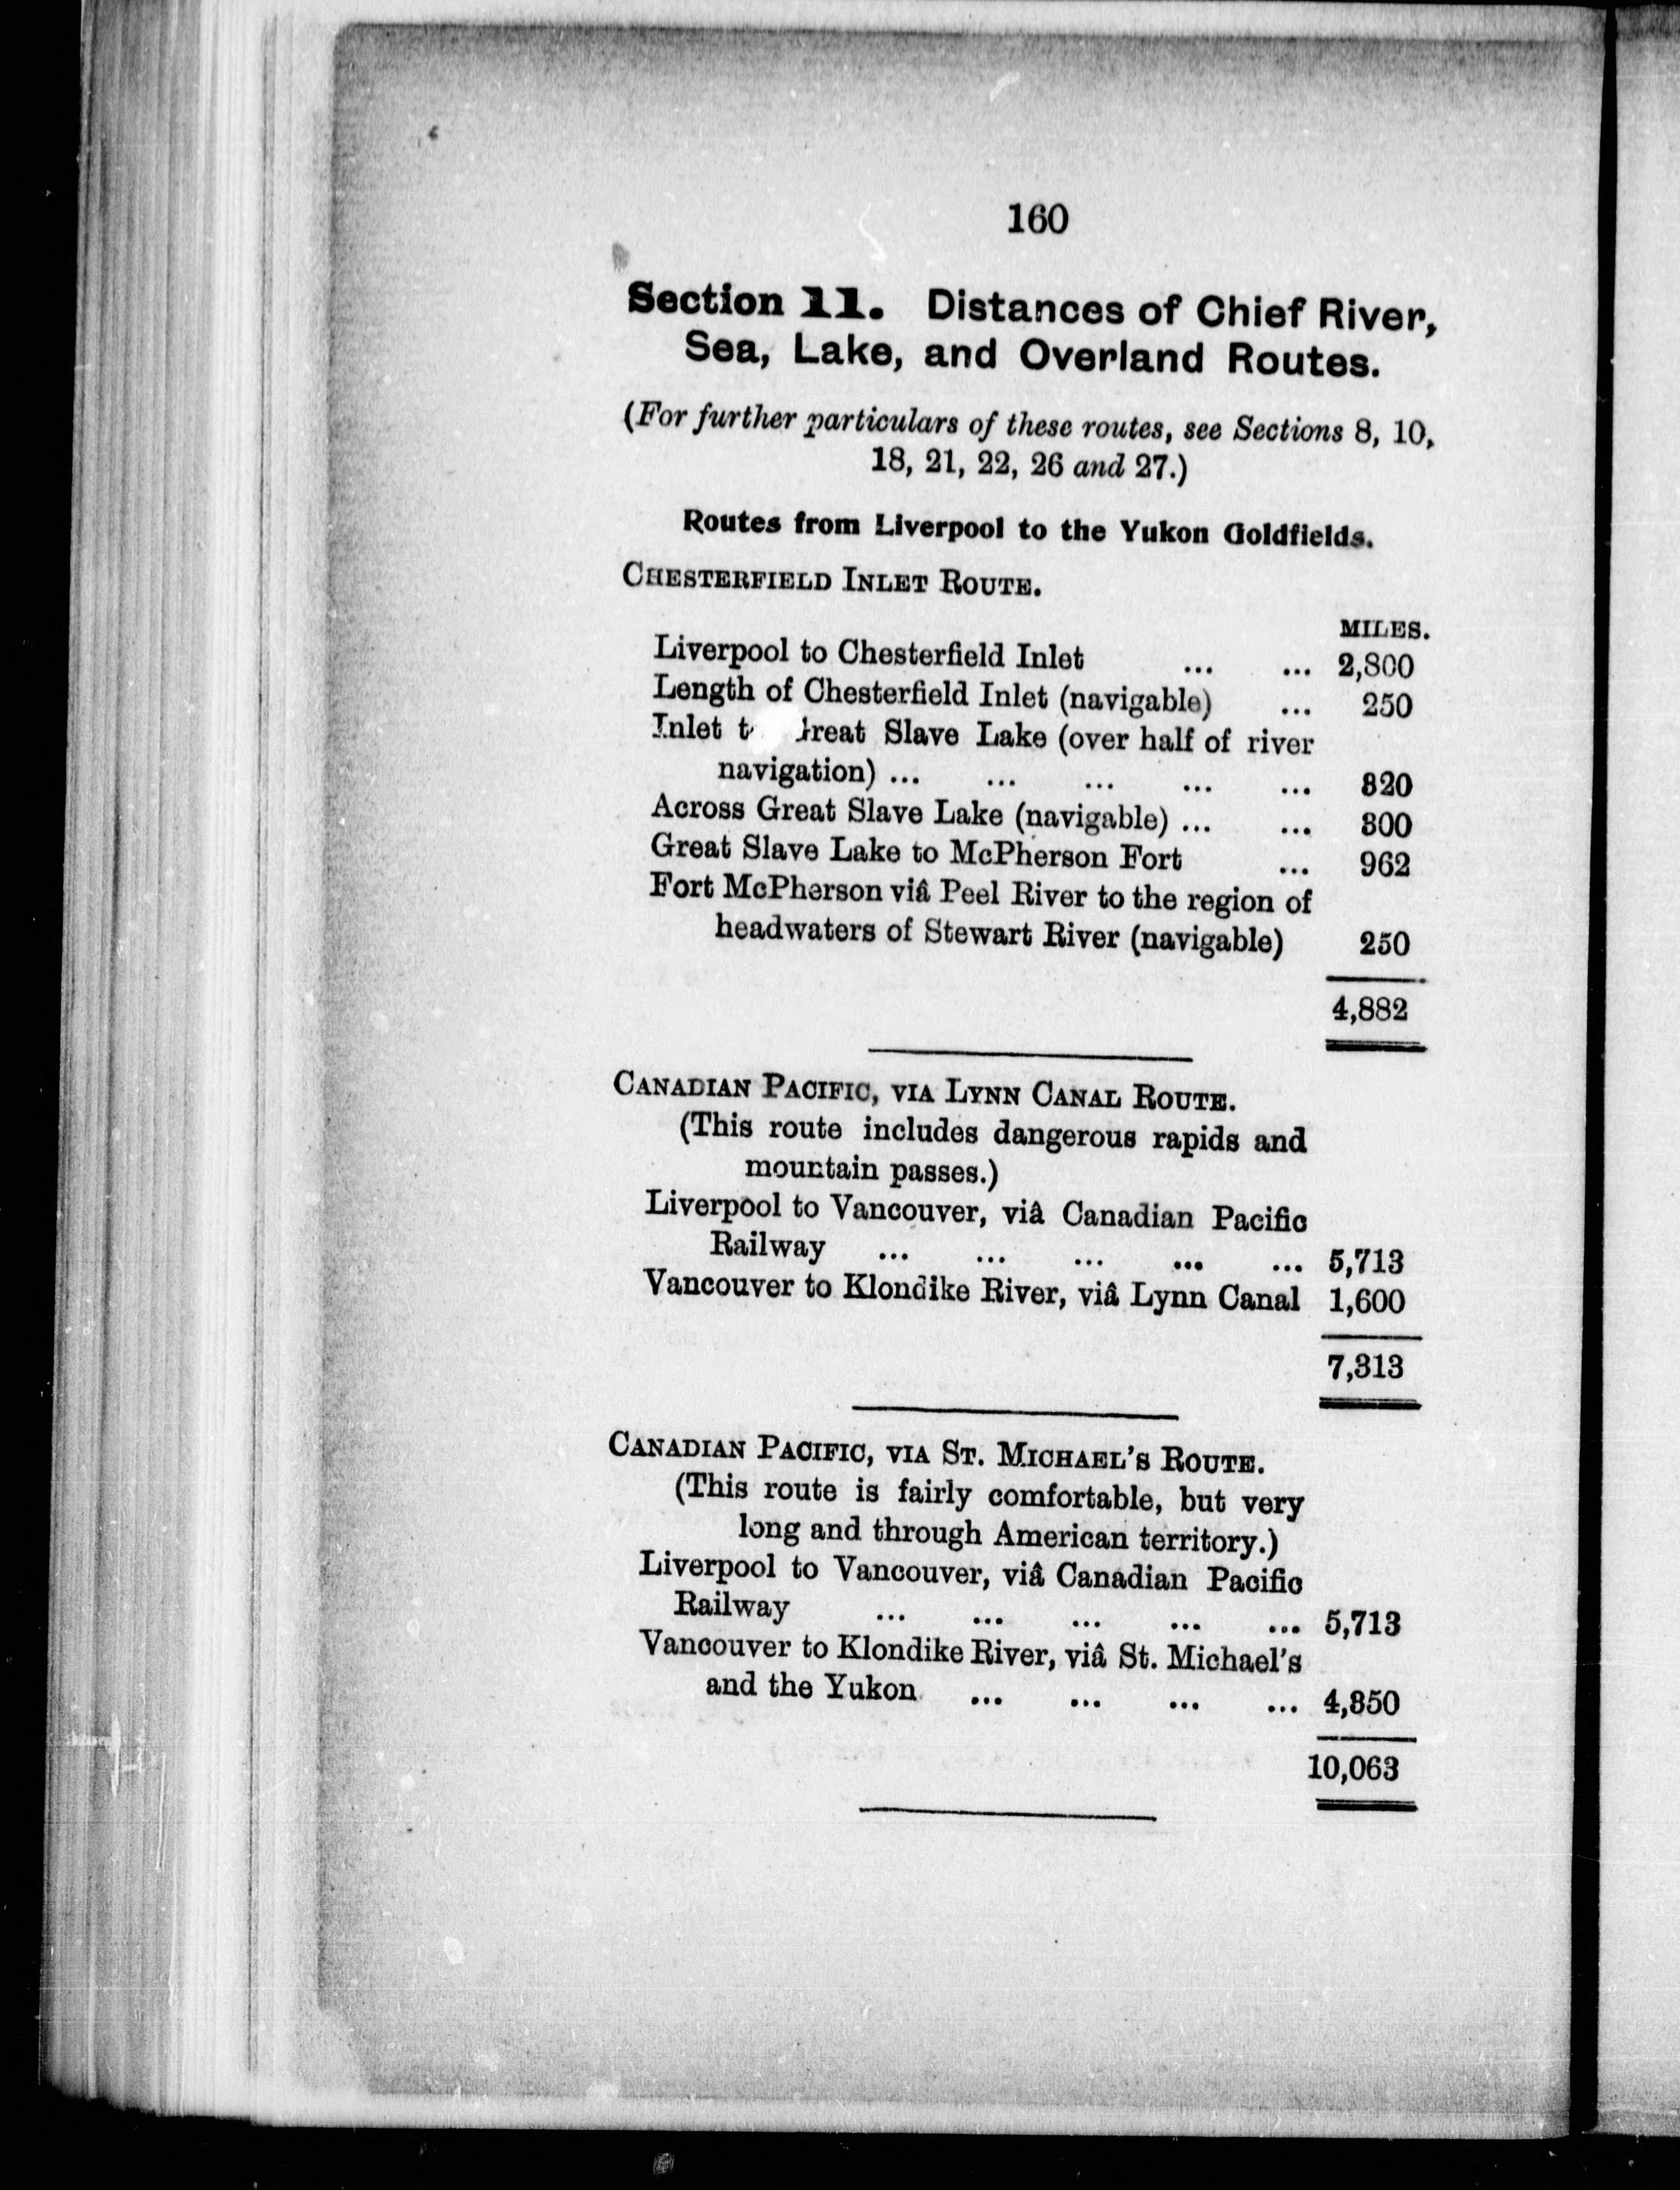 160
Section 11. Distances of Chief River,
Sea, Lake, and Overland Routes.
(For further particulars of these routes, see Sections 8, 10,
18, 21, 22, 26 and 27.)
Routes from Liverpool to the Yukon Goldfields.
CHESTERFIELD INLET ROUTE.
MILES.
Liverpool to Chesterfield Inlet ... ... 2,800
Length of Chesterfield Inlet (navigable) ... 250
Inlet to Great Slave Lake (over half of river
navigation) ... ... ... ... ... 320
Across Great Slave Lake (navigable) ... ... 300
Great Slave Lake to McPherson Fort ... 962
Fort McPherson viâ Peel River to the region of
headwaters of Stewart River (navigable) 250
4,882
CANADIAN PACIFIC, VIA LYNN CANAL ROUTE.
(This route includes dangerous rapids and
mountain passes.)
Liverpool to Vancouver, viâ Canadian Pacific
Railway ... ... ... ... ... 5,713
Vancouver to Klondike River, viâ Lynn Canal 1,600
7,313
CANADIAN PACIFIC, VIA ST. MICHAEL'S ROUTE.
(This route is fairly comfortable, but very
long and through American territory.)
Liverpool to Vancouver, viâ Canadian Pacific
Railway ... ... ... ... ... 5,713
Vancouver to Klondike River, viâ St. Michael's
and the Yukon ... ... ... ... 4,350
10,063